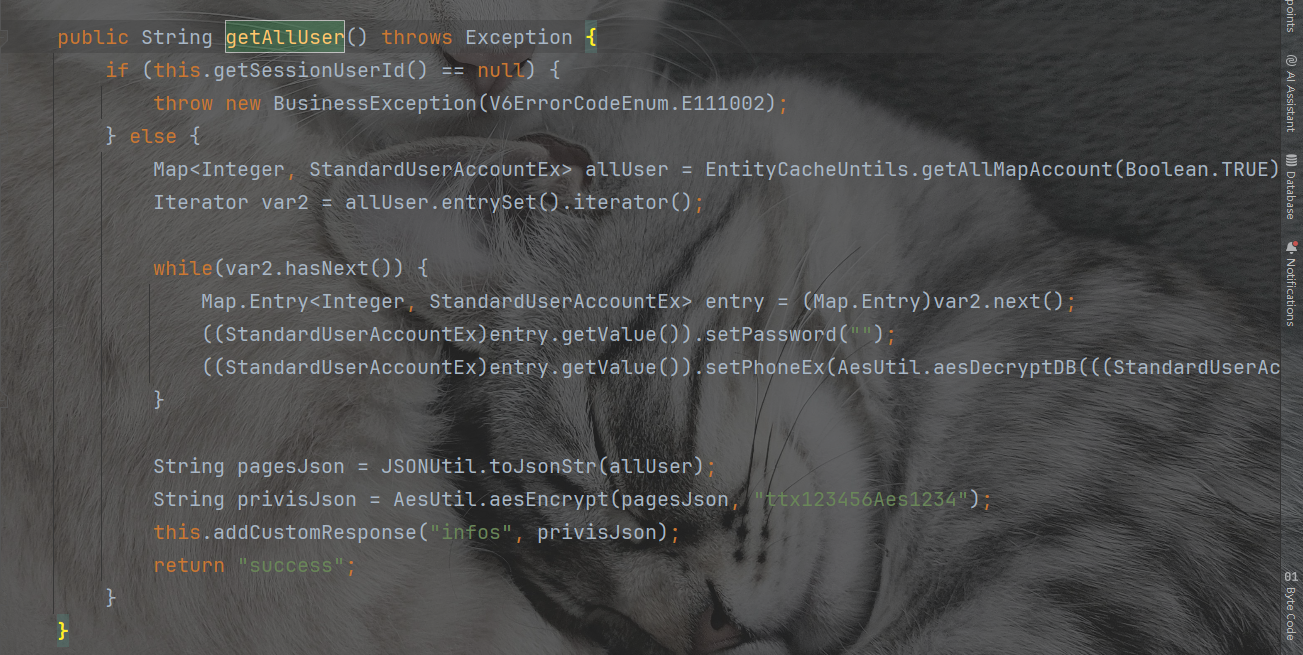 public String getAllUser() throws Exception {
if (this.getSessionUserId() == null) {
throw new BusinessException(V6ErrorCodeEnum.E111002);
} else {
Map<Integer, StandardUserAccountEx> allUser = EntityCacheUntils.getAllMapAccount(Boolean.TRUE)
Iterator var2 = allUser.entrySet().iterator();
while(var2.hasNext()) {
Map.Entry<Integer, StandardUserAccountEx> entry = (Map.Entry)var2.next();
((StandardUserAccountEx)entry.getValue()).setPassword("");
((StandardUserAccountEx)entry.getValue()).setPhoneEx(AesUtil.aesDecryptDB(((StandardUserAc
}
String pagesJson = JSONUtil.toJsonStr(allUser);
String privisJson = AesUtil.aesEncrypt(pagesJson, "ttx123456Aes1234");
this.addCustomResponse("infos", privisJson);
return "success";
}
}
points
@ AI Assistant
Database
Notifications
01
Byte Code